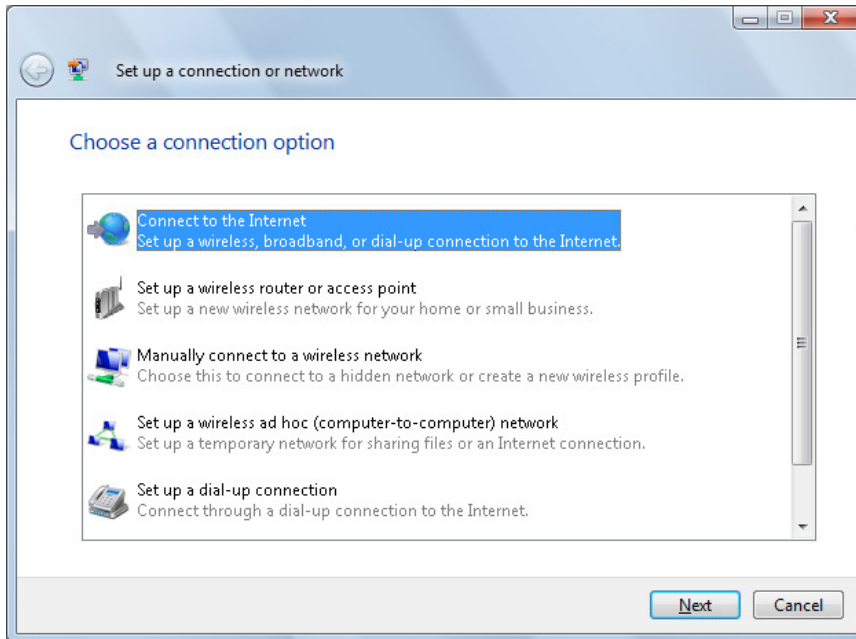 Set up a connection or network
Choose a connection option
Connect to the Internet
Set up a wireless, broadband, or dial-up connection to the Internet.
Set up a wireless router or access point
Set up a new wireless network for your home or small business.
Manually connect to a wireless network
Choose this to connect to a hidden network or create a new wireless profile.
Set up a wireless ad hoc (computer-to-computer) network
Set up a temporary network for sharing files or an Internet connection.
Set up a dial-up connection
Connect through a dial-up connection to the Internet.
Next Cancel